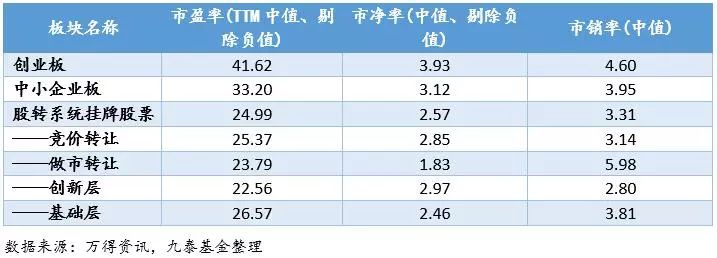 板块名称 市盈率(TTM 中值、剔除负值) 市净率(中值、剔除负值) 市销率(中值)
创业板 41.62 3.93 4.60
中小企业板 33.20 3.12 3.95
股转系统挂牌股票 24.99 2.57 3.31
——竞价转让 25.37 2.85 3.14
——做市转让 23.79 1.83 5.98
——创新层 22.56 2.97 2.80
——基础层 26.57 2.46 3.81
数据来源：万得资讯，九泰基金整理